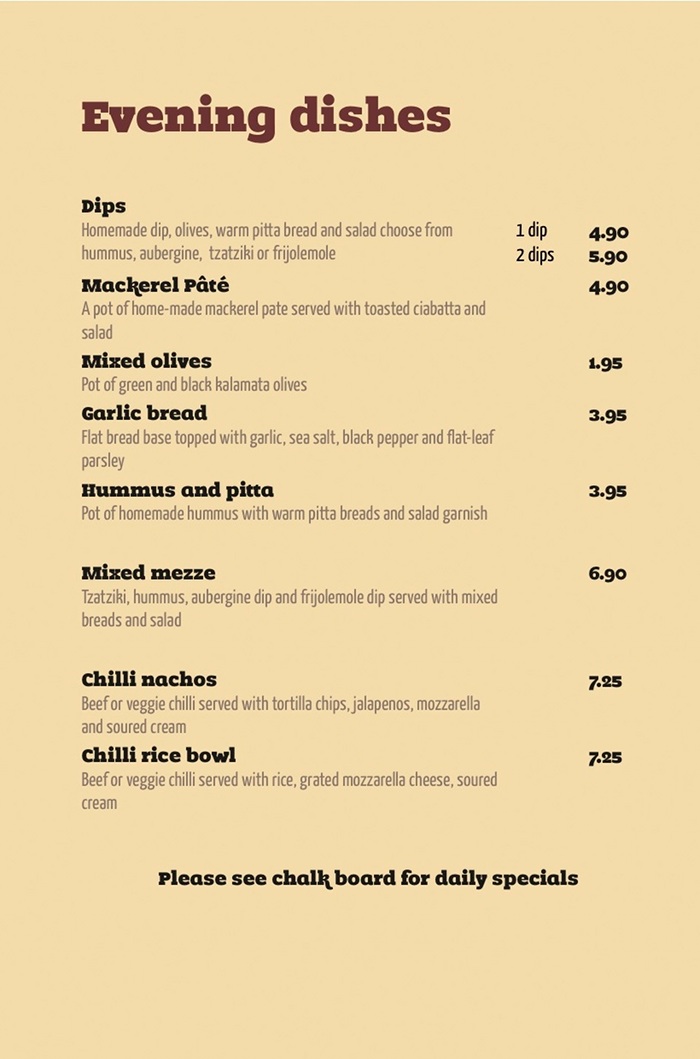 Evening dishes
Dips
Homemade dip, olives, warm pitta bread and salad choose from 1 dip 4.90
hummus, aubergine, tzatziki or frijolemole 2 dips 5.90
Mackerel Pâté 4.90
A pot of home-made mackerel pate served with toasted ciabatta and
salad
Mixed olives 1.95
Pot of green and black kalamata olives
Garlic bread 3.95
Flat bread base topped with garlic, sea salt, black pepper and flat-leaf
parsley
Hummus and pitta 3.95
Pot of homemade hummus with warm pitta breads and salad garnish
Mixed mezze 6.90
Tzatziki, hummus, aubergine dip and frijolemole dip served with mixed
breads and salad
Chilli nachos 7.25
Beef or veggie chilli served with tortilla chips, jalapenos, mozzarella
and soured cream
Chilli rice bowl 7.25
Beef or veggie chilli served with rice, grated mozzarella cheese, soured
cream
Please see chalk board for daily specials